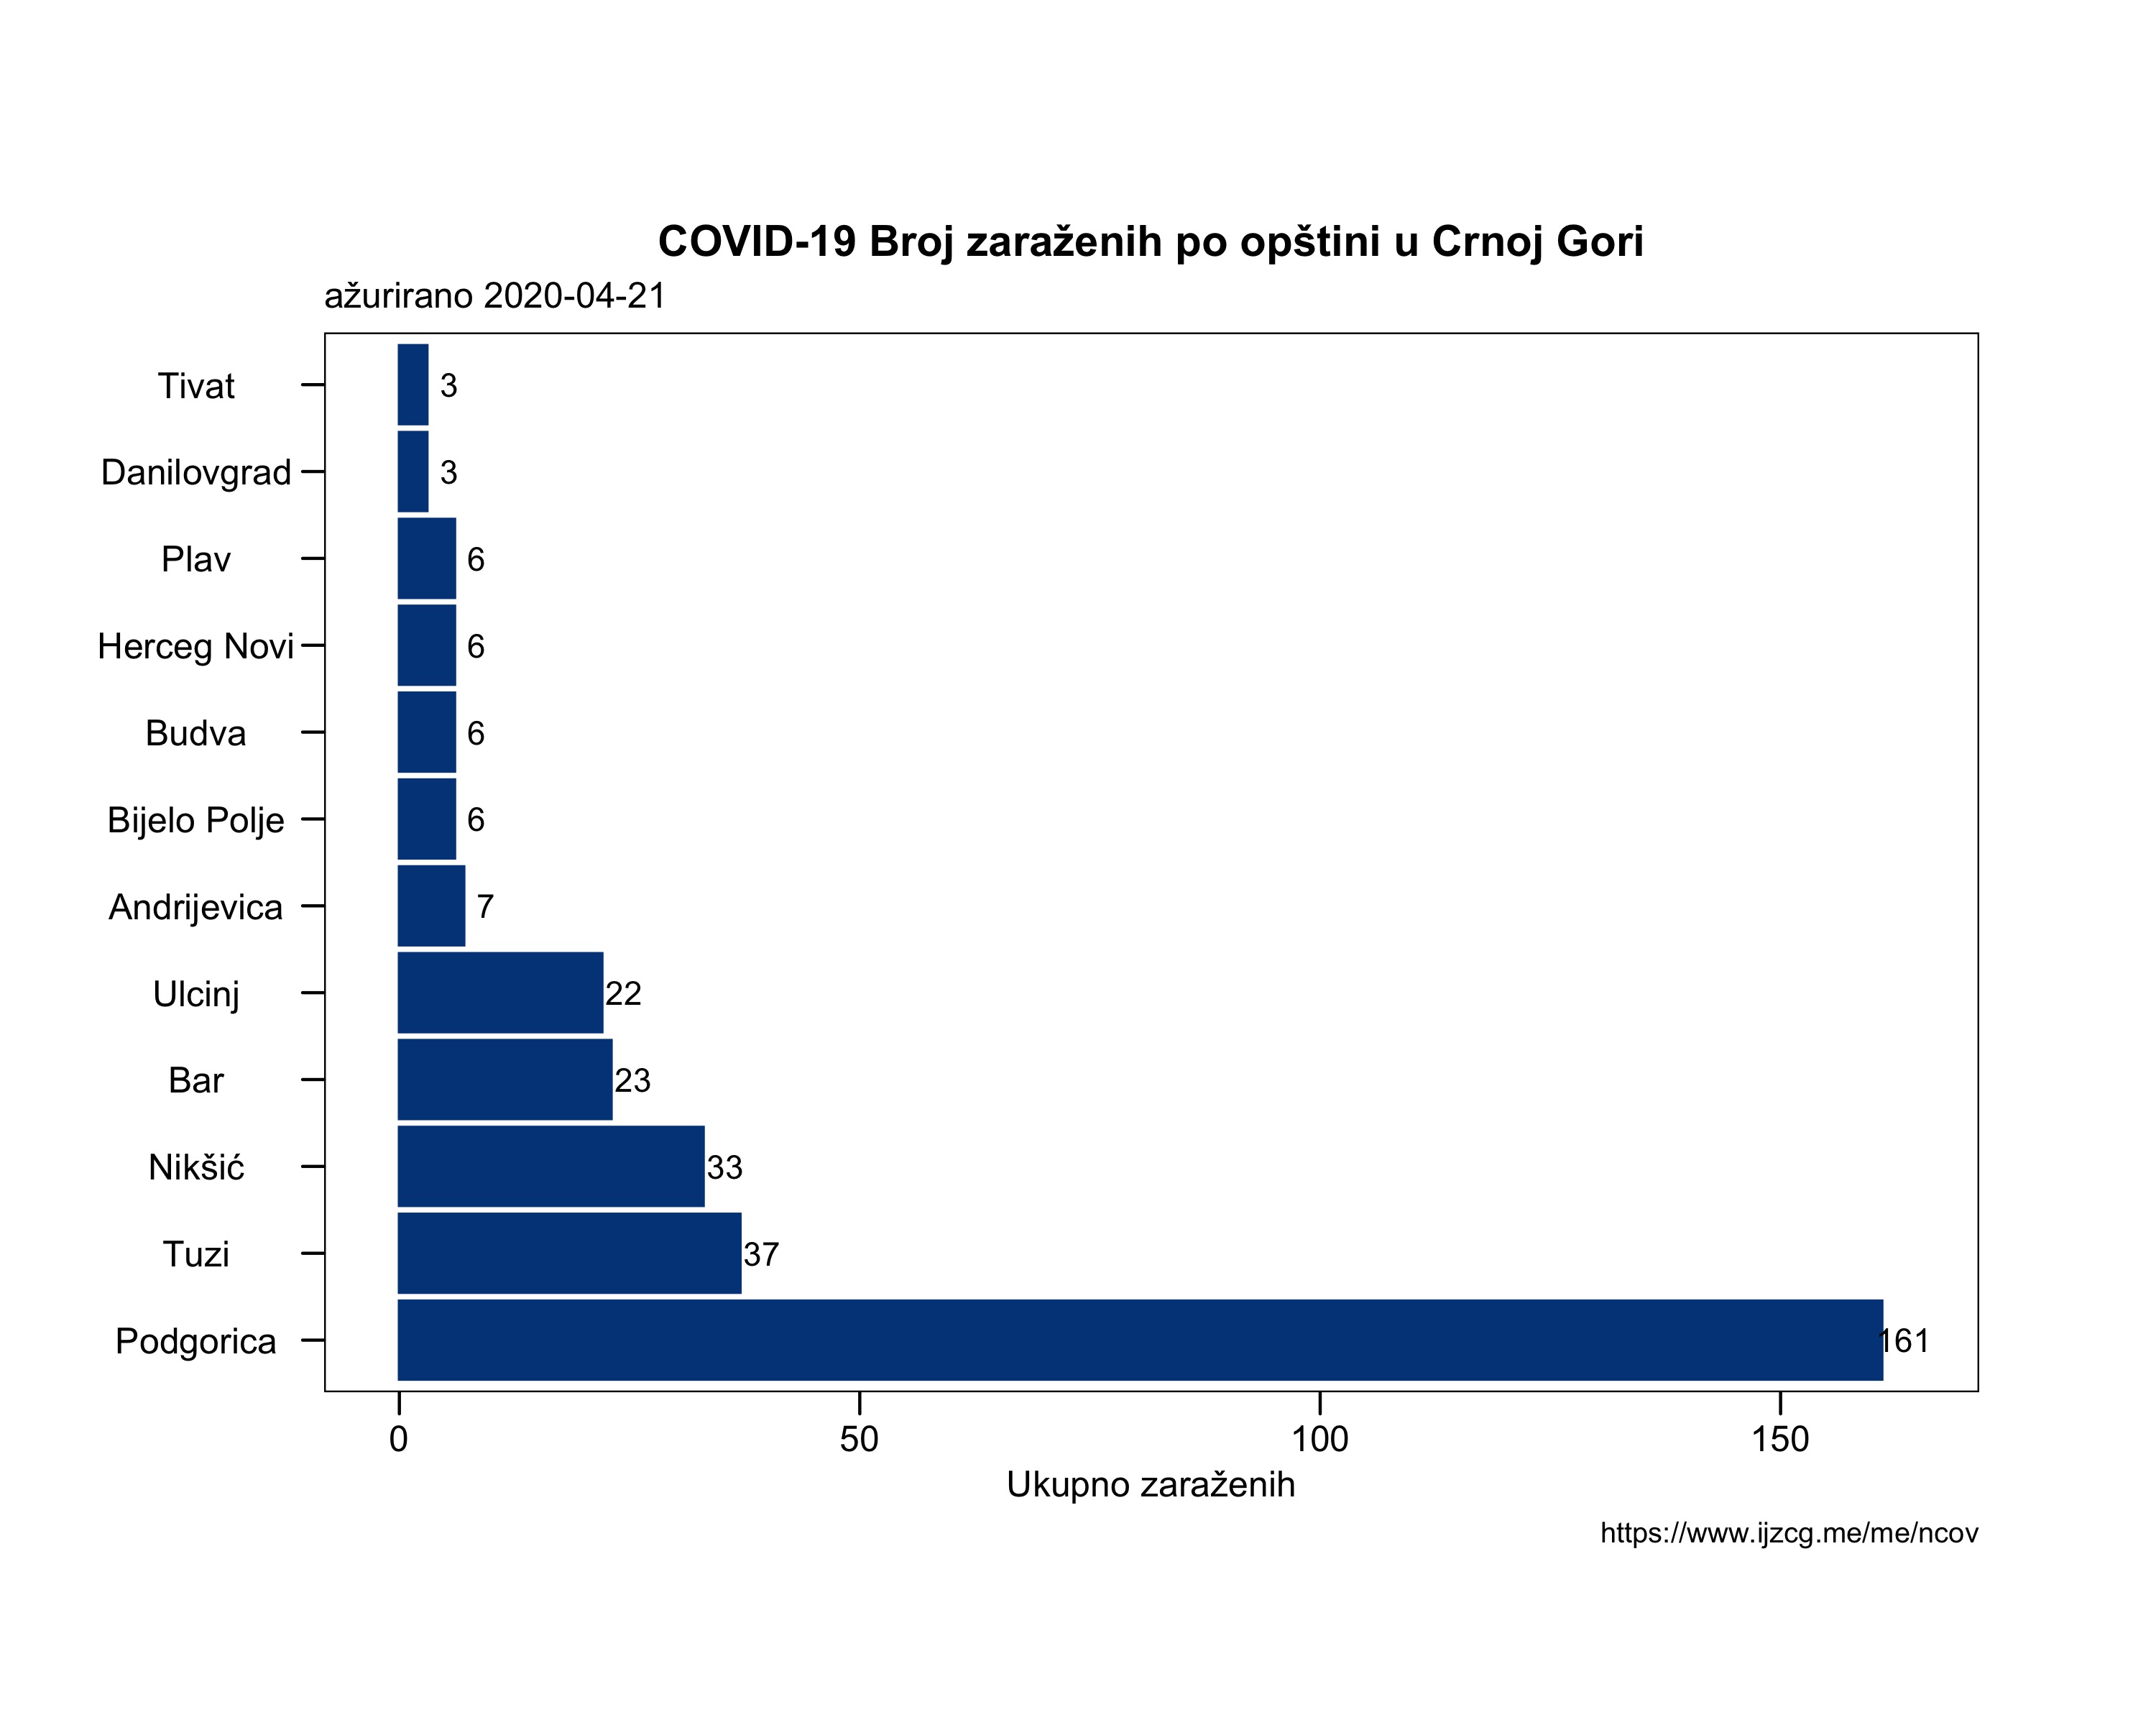 COVID-19 Broj zaraženih po opštini u Crnoj Gori
ažurirano 2020-04-21
Tivat 3
Danilovgrad 3
Plav 6
Herceg Novi 6
Budva 6
Bijelo Polje 6
Andrijevica 7
Ulcinj 22
Bar 23
Nikšić 33
Tuzi 37
Podgorica 161
0 50 100 150
Ukupno zaraženih
https://www.ijzcg.me/me/ncov